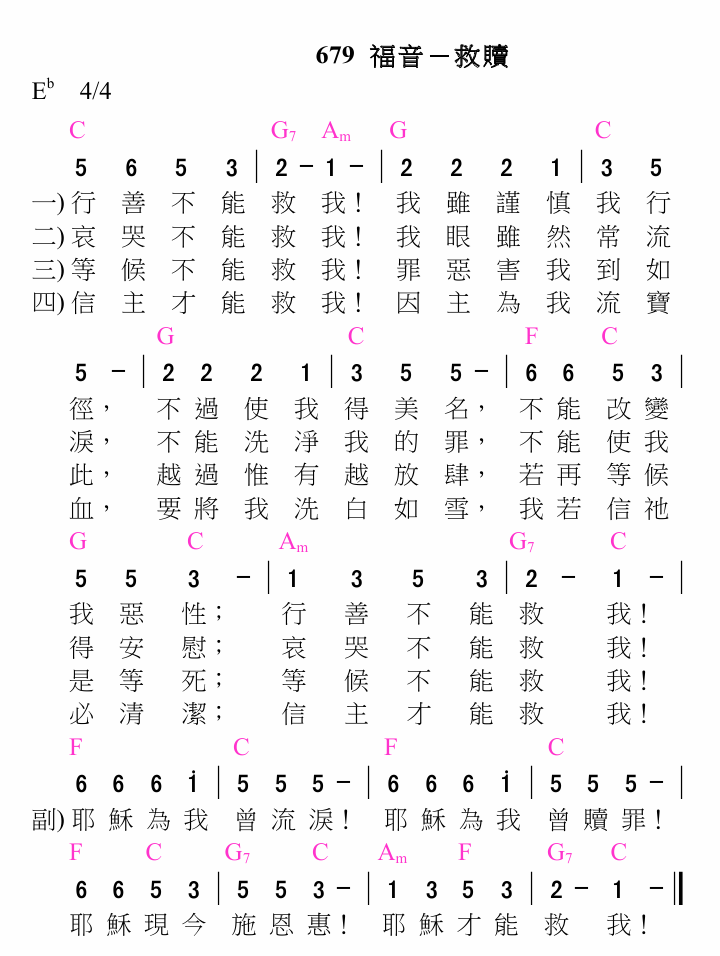 679 福音－救贖
E♭ 4/4
C G7 Am G C
5 6 5 3 | 2 － 1 － | 2 2 2 1 | 3 5
一) 行 善 不 能 救 我！ 我 雖 謹 慎 我 行
二) 哀 哭 不 能 救 我！ 我 眼 雖 然 常 流
三) 等 候 不 能 救 我！ 罪 惡 害 我 到 如
四) 信 主 才 能 救 我！ 因 主 為 我 流 寶
G C F C
5 － | 2 2 2 1 | 3 5 5 － | 6 6 5 3 |
徑， 不 過 使 我 得 美 名， 不 能 改 變
淚， 不 能 洗 淨 我 的 罪， 不 能 使 我
此， 越 過 惟 有 越 放 肆， 若 再 等 候
血， 要 將 我 洗 白 如 雪， 我 若 信 祂
G C Am G7 C
5 5 3 － | 1 3 5 3 | 2 － 1 － |
我 惡 性； 行 善 不 能 救 我！
得 安 慰； 哀 哭 不 能 救 我！
是 等 死； 等 候 不 能 救 我！
必 清 潔； 信 主 才 能 救 我！
F C F C
6 6 6 i | 5 5 5 － | 6 6 6 i | 5 5 5 － |
副) 耶 穌 為 我 曾 流 淚！ 耶 穌 為 我 曾 贖 罪！
F C G7 C Am F G7 C
6 6 5 3 | 5 5 3 － | 1 3 5 3 | 2 － 1 － ‖
耶 穌 現 今 施 恩 惠！ 耶 穌 才 能 救 我！